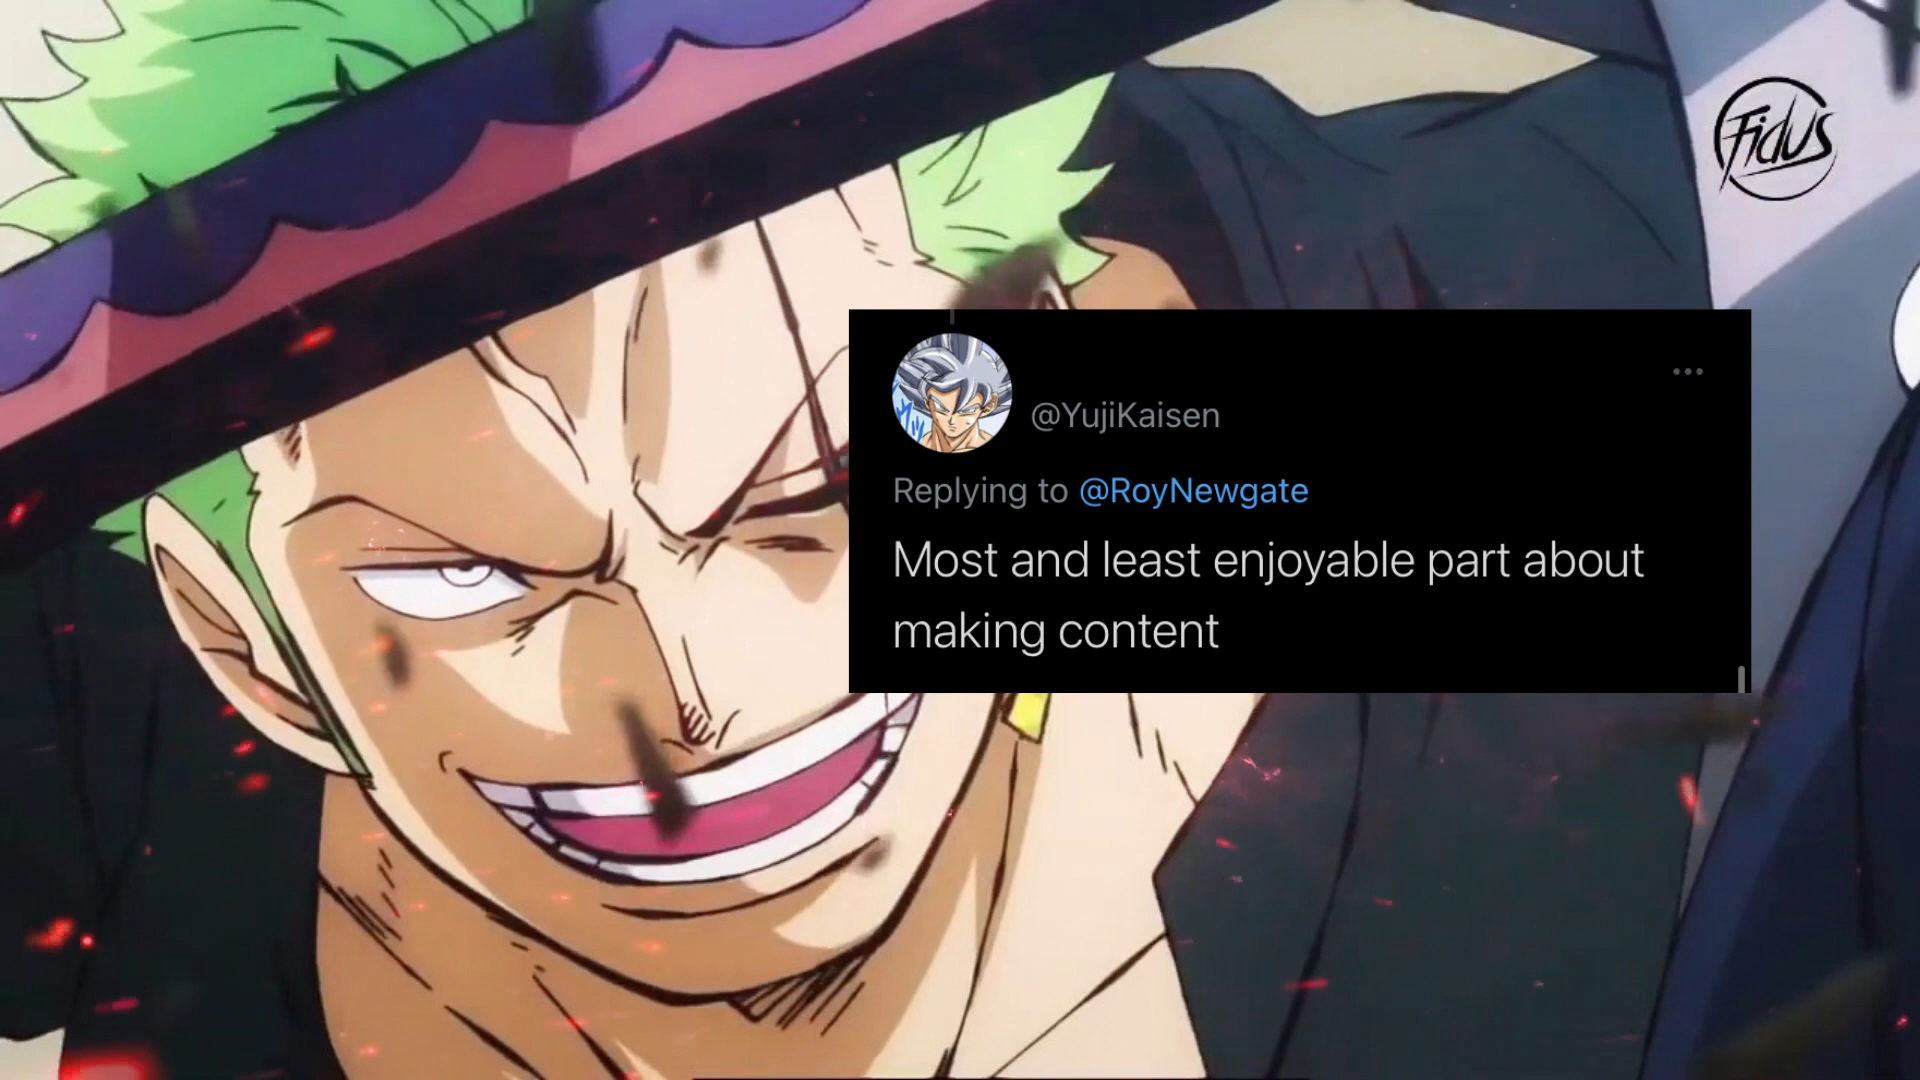 Fidus
@YujiKaisen
Replying to @RoyNewgate
Most and least enjoyable part about
making content